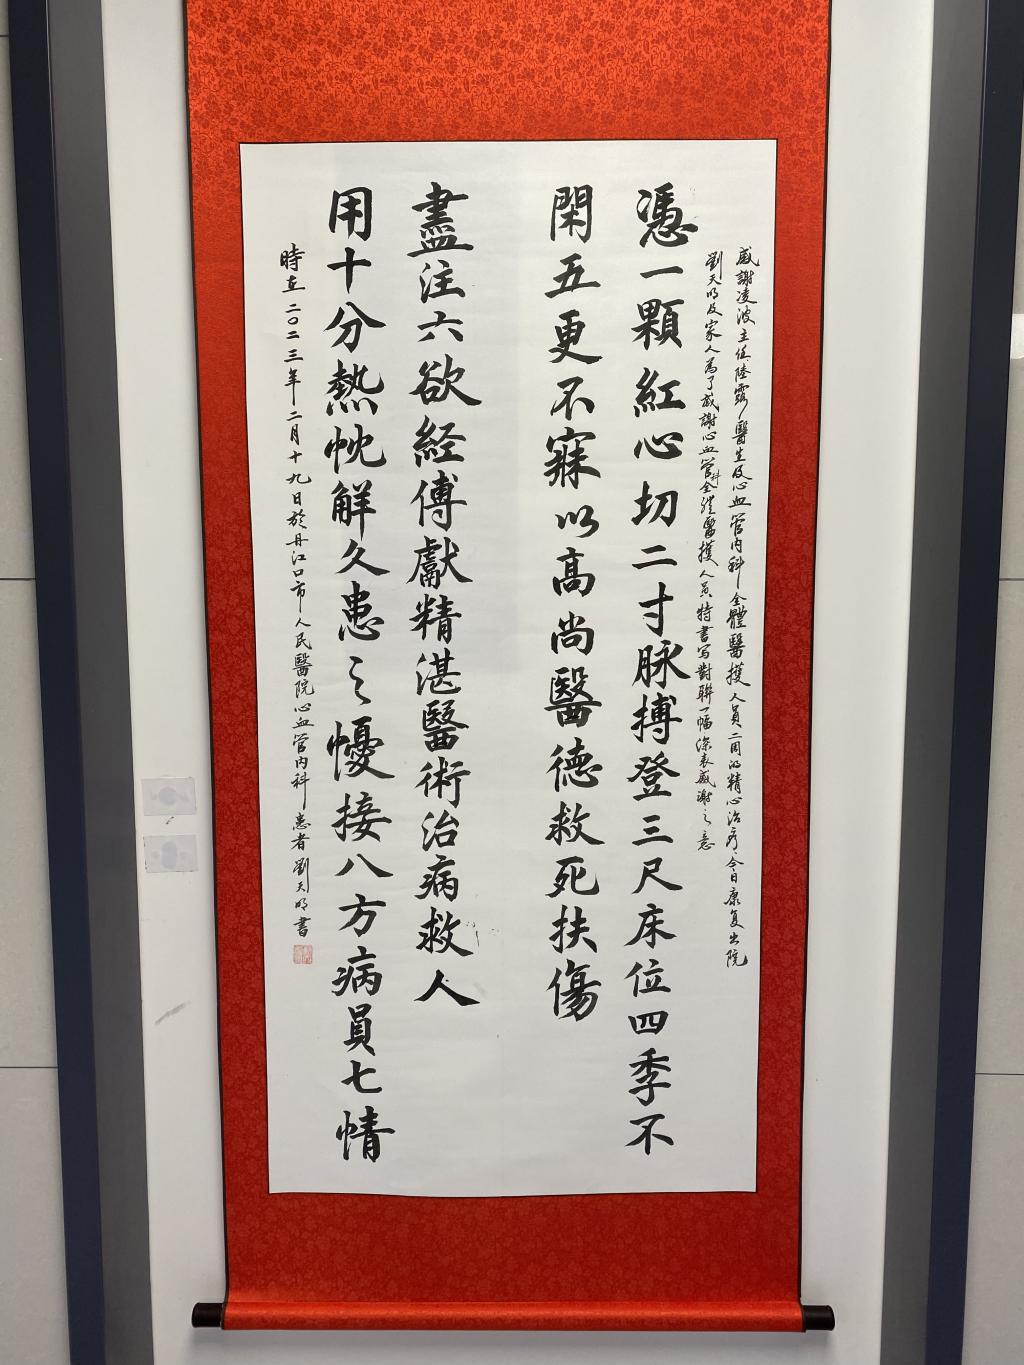 感謝凌波主任陸露醫生及心血管内科全體醫擭人員二周的精心治疗、今日康复出院
劉天明及家人為了感謝心血管科全體醫擭人員特書写對聯一幅深表感謝之意
憑一顆紅心切二寸脉搏登三尺床位四季不
閑五更不寐以高尚醫德救死扶傷
用十分熱忱解久患之懮接八方病員七情
盡注六欲經傅獻精湛醫術治病救人
時在二〇二三年二月十九日於丹江口市人民醫院心血管内科患者劉天明書